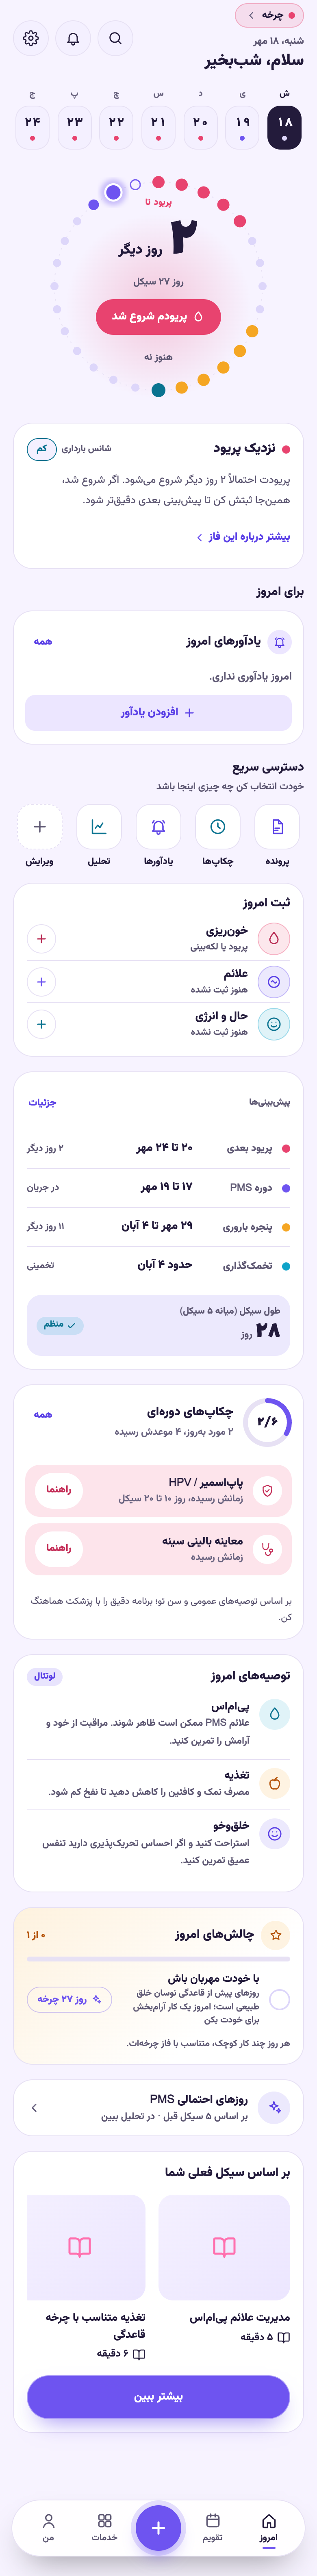 چرخه
شنبه، ۱۸ مهر
سلام، شب‌بخیر
ش ی د س چ پ ج
۱۸ ۱۹ ۲۰ ۲۱ ۲۲ ۲۳ ۲۴
پریود تا
۲ روز دیگر
روز ۲۷ سیکل
پریودم شروع شد
هنوز نه
نزدیک پریود
شانس بارداری کم
پریودت احتمالاً ۲ روز دیگر شروع می‌شود. اگر شروع شد،
همین‌جا ثبتش کن تا پیش‌بینی بعدی دقیق‌تر شود.
بیشتر درباره این فاز
برای امروز
یادآورهای امروز
همه
امروز یادآوری نداری.
افزودن یادآور
دسترسی سریع
خودت انتخاب کن چه چیزی اینجا باشد
پرونده چکاپ‌ها یادآورها تحلیل ویرایش
ثبت امروز
خون‌ریزی
پریود یا لکه‌بینی
علائم
هنوز ثبت نشده
حال و انرژی
هنوز ثبت نشده
پیش‌بینی‌ها
جزئیات
پریود بعدی ۲۰ تا ۲۴ مهر ۲ روز دیگر
دوره PMS ۱۷ تا ۱۹ مهر در جریان
پنجره باروری ۲۹ مهر تا ۴ آبان ۱۱ روز دیگر
تخمک‌گذاری حدود ۴ آبان تخمینی
طول سیکل (میانه ۵ سیکل)
۲۸ روز
منظم
چکاپ‌های دوره‌ای
۲/۶
۲ مورد به‌روز، ۴ موعدش رسیده
همه
پاپ‌اسمیر / HPV
زمانش رسیده، روز ۱۰ تا ۲۰ سیکل
راهنما
معاینه بالینی سینه
زمانش رسیده
راهنما
بر اساس توصیه‌های عمومی و سن تو؛ برنامه دقیق را با پزشکت هماهنگ
کن.
توصیه‌های امروز
لوتئال
پی‌ام‌اس
علائم PMS ممکن است ظاهر شوند. مراقبت از خود و
آرامش را تمرین کنید.
تغذیه
مصرف نمک و کافئین را کاهش دهید تا نفخ کم شود.
خلق‌وخو
استراحت کنید و اگر احساس تحریک‌پذیری دارید تنفس
عمیق تمرین کنید.
چالش‌های امروز
۰ از ۱
با خودت مهربان باش
روزهای پیش از قاعدگی نوسان خلق
طبیعی است؛ امروز یک کار آرام‌بخش
برای خودت بکن
روز ۲۷ چرخه
هر روز چند کار کوچک، متناسب با فاز چرخه‌ات.
روزهای احتمالی PMS
بر اساس ۵ سیکل قبل · در تحلیل ببین
بر اساس سیکل فعلی شما
مدیریت علائم پی‌ام‌اس
۵ دقیقه
تغذیه متناسب با چرخه
قاعدگی
۶ دقیقه
بیشتر ببین
امروز تقویم خدمات من